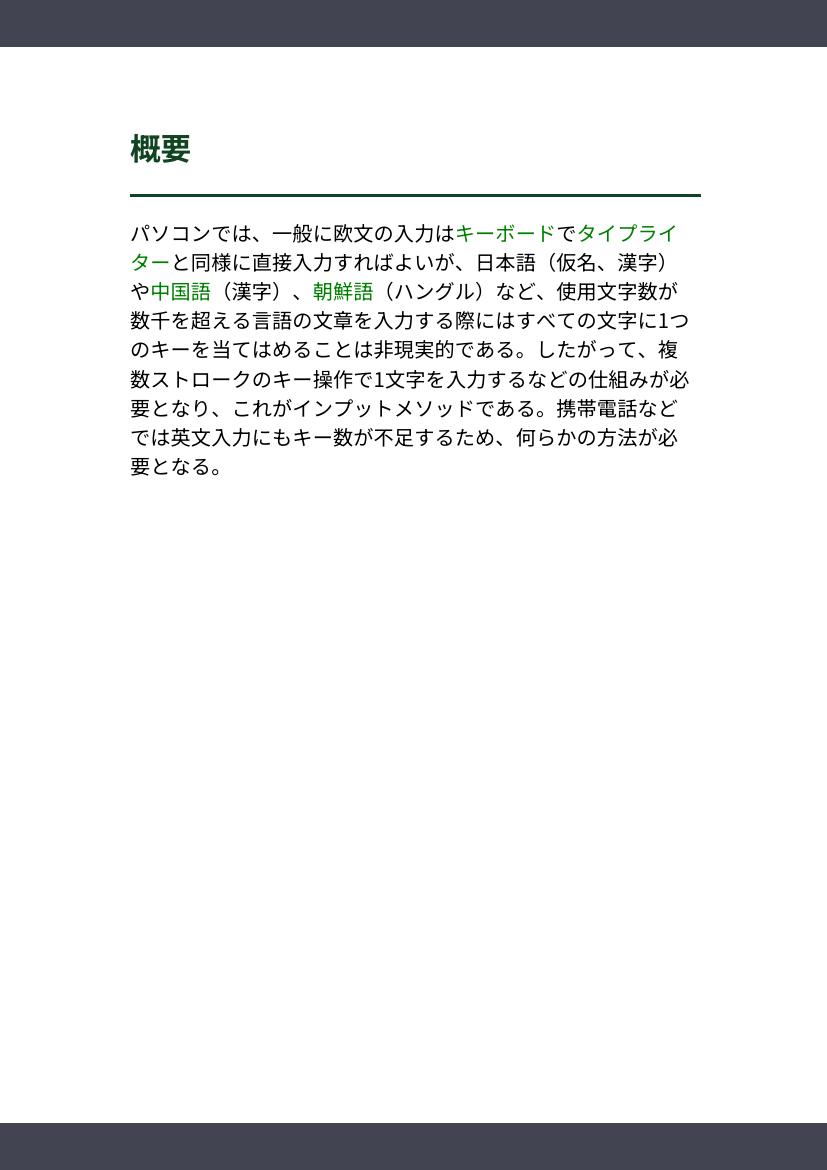 概要
パソコンでは、一般に欧文の入力はキーボードでタイプライ
ターと同様に直接入力すればよいが、日本語（仮名、漢字）
や中国語（漢字）、朝鮮語（ハングル）など、使用文字数が
数千を超える言語の文章を入力する際にはすべての文字に1つ
のキーを当てはめることは非現実的である。したがって、複
数ストロークのキー操作で1文字を入力するなどの仕組みが必
要となり、これがインプットメソッドである。携帯電話など
では英文入力にもキー数が不足するため、何らかの方法が必
要となる。